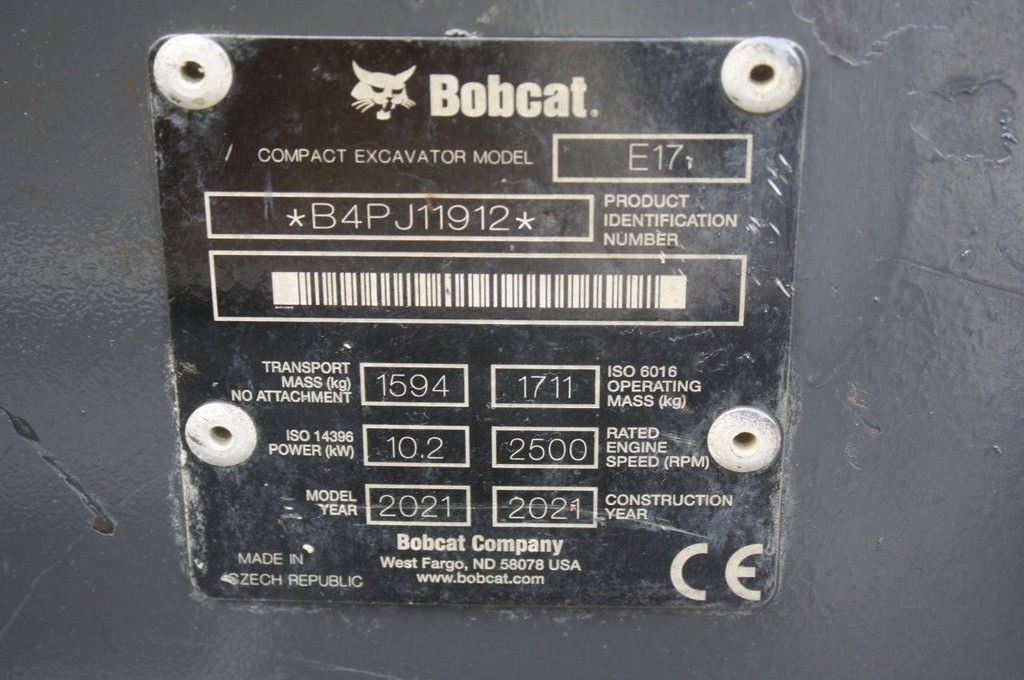 Bobcat.
COMPACT EXCAVATOR MODEL E17
*B4PJ11912*
PRODUCT
IDENTIFICATION
NUMBER
TRANSPORT
MASS (kg)
NO ATTACHMENT
1594
1711
ISO 6016
OPERATING
MASS (kg)
ISO 14396
POWER (kW)
10.2
2500
RATED
ENGINE
SPEED (RPM)
MODEL
YEAR
2021
2021
CONSTRUCTION
YEAR
MADE IN
CZECH REPUBLIC
Bobcat Company
West Fargo, ND 58078 USA
www.bobcat.com
CE